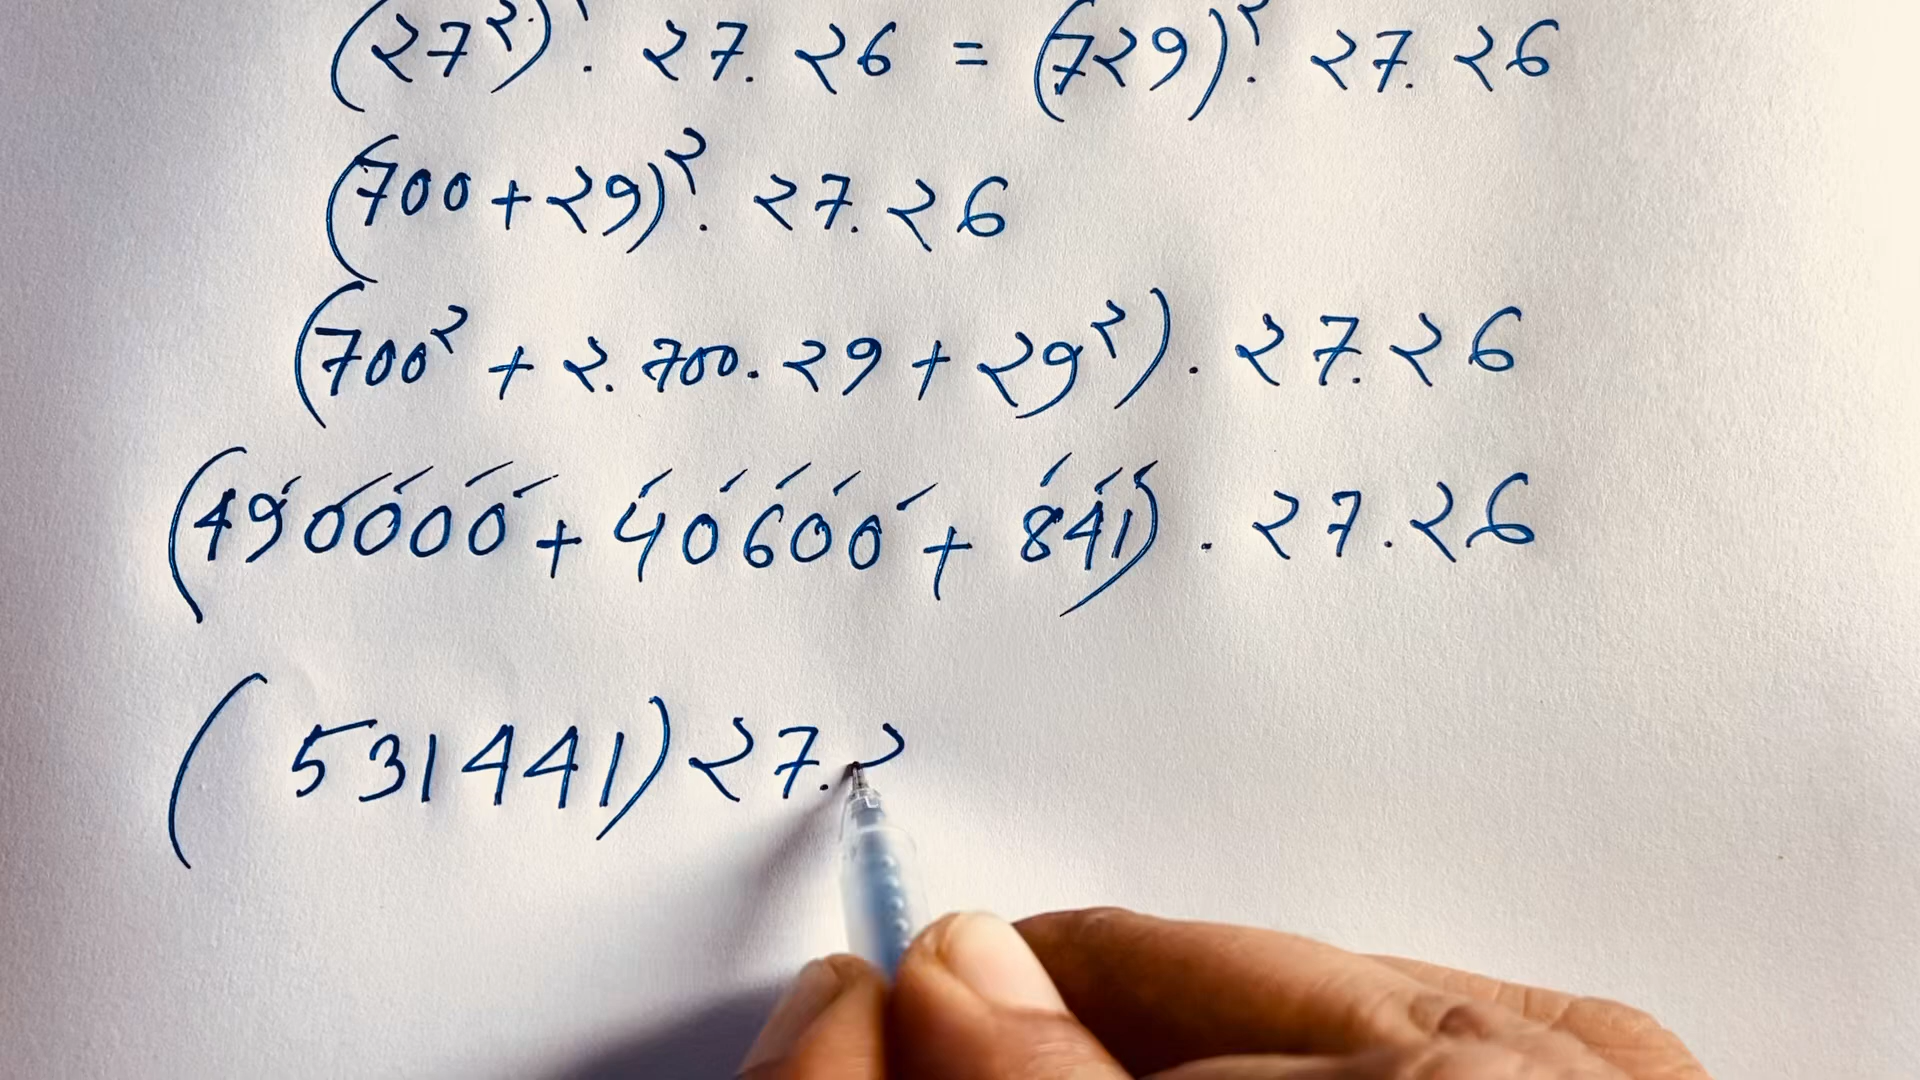 (27²)². 27. 26 = (729)². 27. 26
(700 + 29)². 27. 26
(700² + 2. 700. 29 + 29²). 27. 26
(490000 + 40600 + 841). 27. 26
(531441) 27. 2